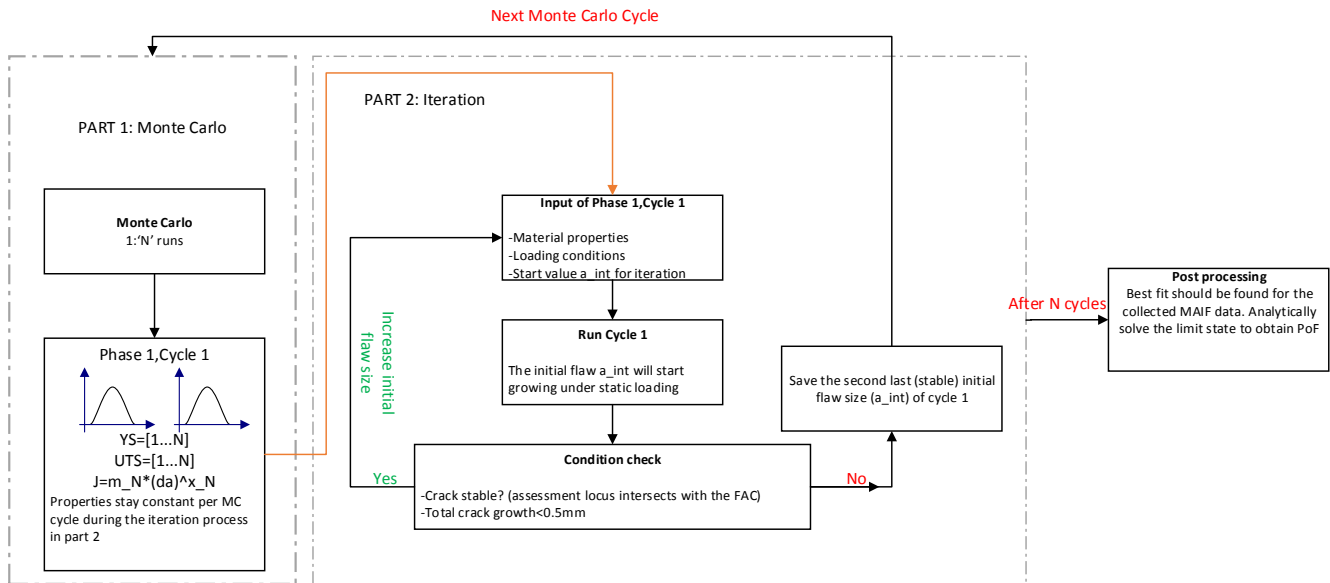 Next Monte Carlo Cycle
PART 1: Monte Carlo
Monte Carlo
1:‘N’ runs
Phase 1,Cycle 1
YS=[1...N]
UTS=[1...N]
J=m_N*(da)^x_N
Properties stay constant per MC
cycle during the iteration process
in part 2
PART 2: Iteration
Input of Phase 1,Cycle 1
-Material properties
-Loading conditions
-Start value a_int for iteration
Increase initial
flaw size
Run Cycle 1
The initial flaw a_int will start
growing under static loading
Condition check
-Crack stable? (assessment locus intersects with the FAC)
-Total crack growth<0.5mm
Yes
No
Save the second last (stable) initial
flaw size (a_int) of cycle 1
After N cycles
Post processing
Best fit should be found for the
collected MAIF data. Analytically
solve the limit state to obtain PoF